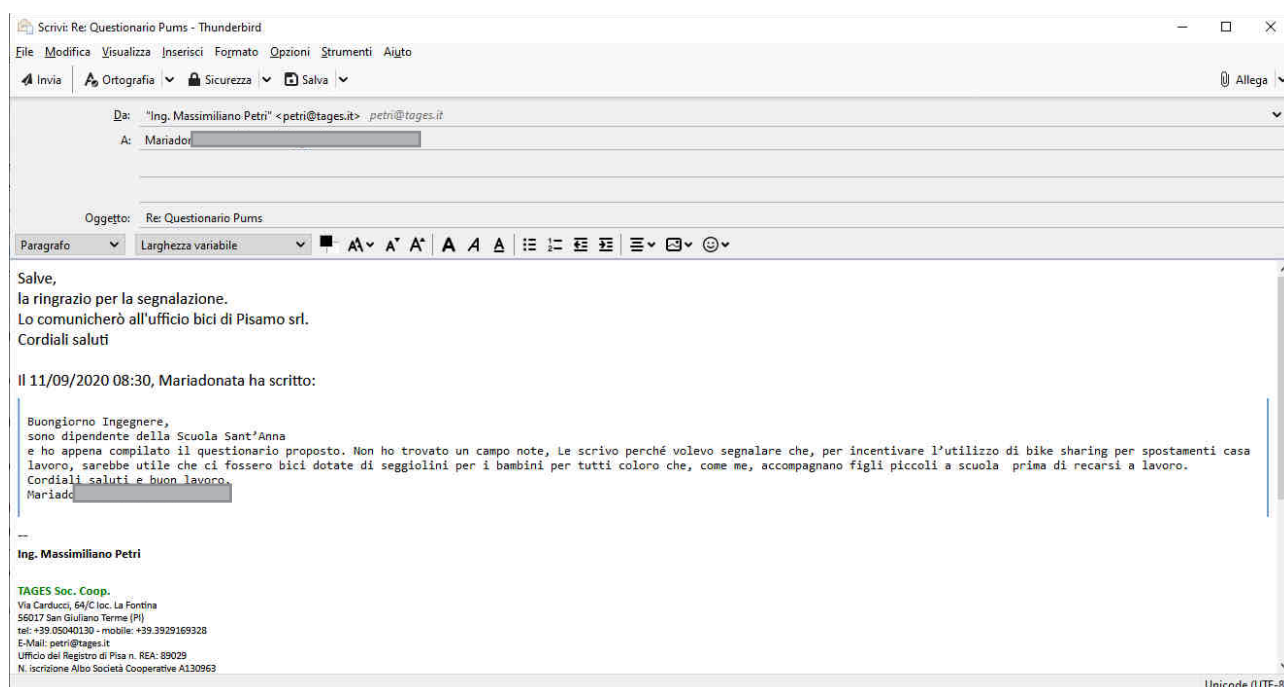 Scrivi: Re: Questionario Pums - Thunderbird
File Modifica Visualizza Inserisci Formato Opzioni Strumenti Aiuto
Invia Ortografia Sicurezza Salva Allega
Da: "Ing. Massimiliano Petri" <petri@tages.it> petri@tages.it
A: Mariadon
Oggetto: Re: Questionario Pums
Paragrafo Larghezza variabile
Salve,
la ringrazio per la segnalazione.
Lo comunicherò all'ufficio bici di Pisamo srl.
Cordiali saluti
Il 11/09/2020 08:30, Mariadonata ha scritto:
Buongiorno Ingegnere,
sono dipendente della Scuola Sant’Anna
e ho appena compilato il questionario proposto. Non ho trovato un campo note, Le scrivo perché volevo segnalare che, per incentivare l’utilizzo di bike sharing per spostamenti casa
lavoro, sarebbe utile che ci fossero bici dotate di seggiolini per i bambini per tutti coloro che, come me, accompagnano figli piccoli a scuola  prima di recarsi a lavoro.
Cordiali saluti e buon lavoro.
Mariado
--
Ing. Massimiliano Petri
TAGES Soc. Coop.
Via Carducci, 64/C loc. La Fontina
56017 San Giuliano Terme (PI)
tel: +39.05040130 - mobile: +39.3929169328
E-Mail: petri@tages.it
Ufficio del Registro di Pisa n. REA: 89029
N. iscrizione Albo Società Cooperative A130963
Unicode (UTF-8